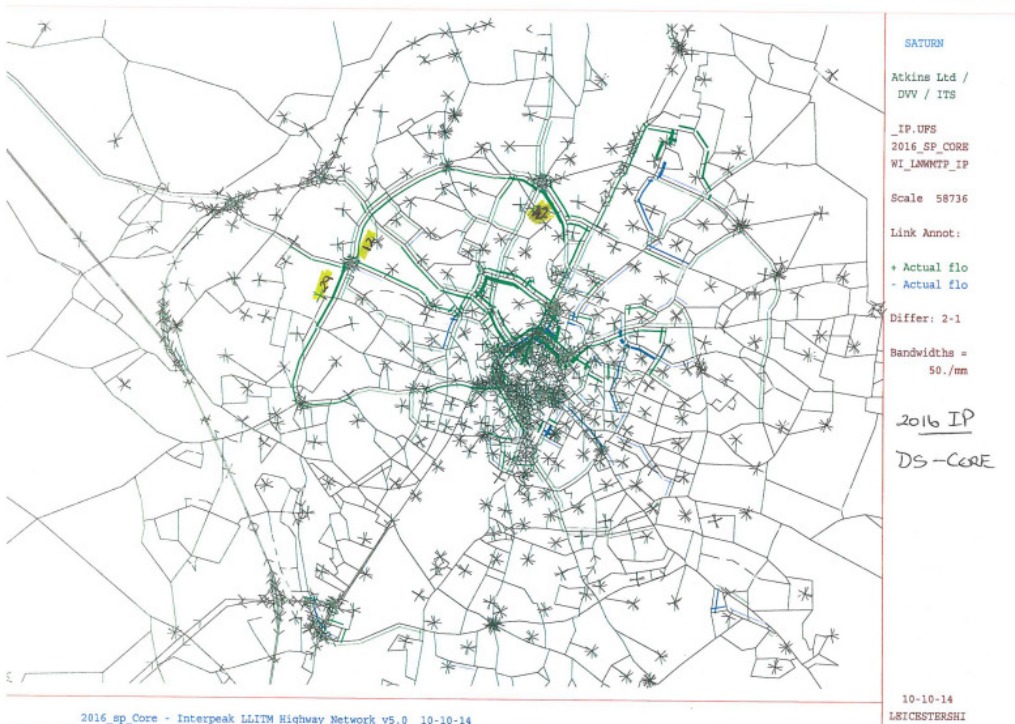 SATURN
Atkins Ltd /
DVV / ITS
_IP.UFS
2016_SP_CORE
WI_LNWMTP_IP
Scale 58736
Link Annot:
+ Actual flo
- Actual flo
Differ: 2-1
Bandwidths =
50./mm
2016 IP
DS-CORE
12
10-10-14
LEICESTERSHI
2016_sp_Core - Interpeak LLITM Highway Network v5.0 10-10-14